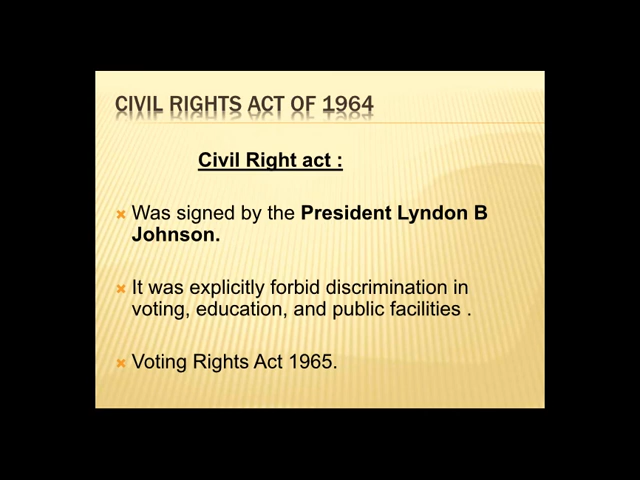 CIVIL RIGHTS ACT OF 1964
Civil Right act :
Was signed by the President Lyndon B
Johnson.
It was explicitly forbid discrimination in
voting, education, and public facilities .
Voting Rights Act 1965.